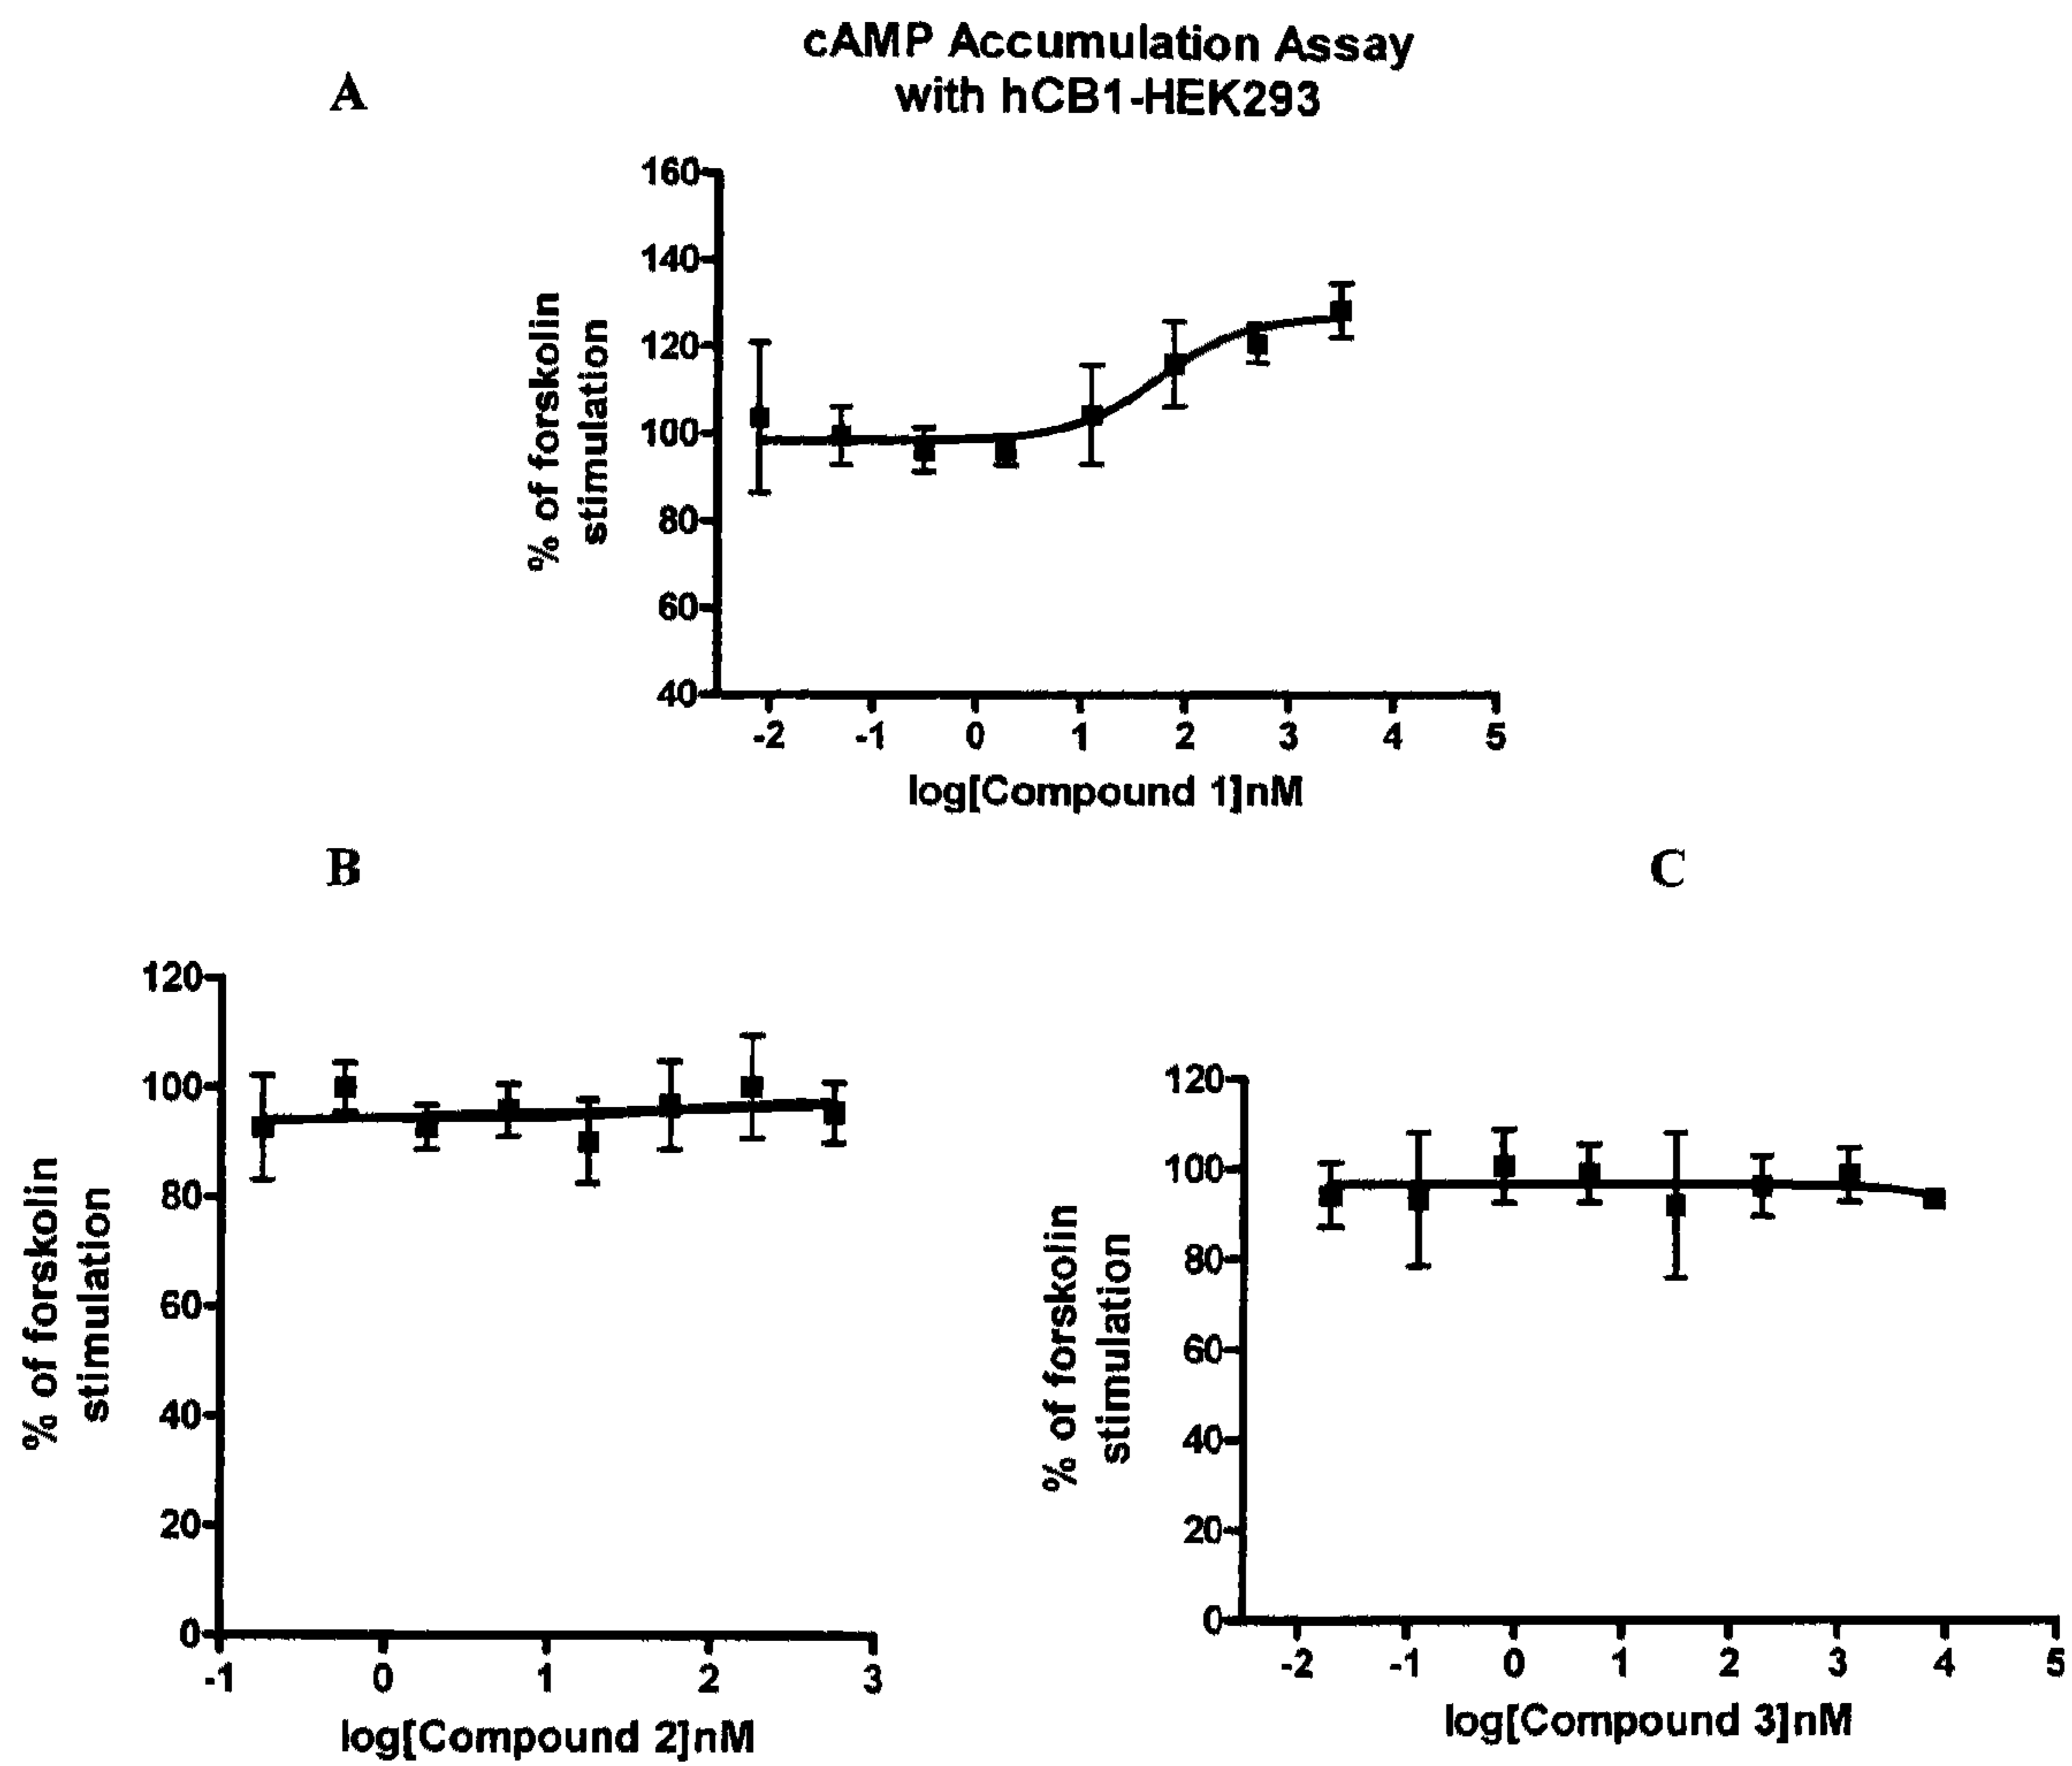 cAMP Accumulation Assay
with hCB1-HEK293
A
160
140
120
100
80
60
40
% of forskolin
stimulation
-2 -1 0 1 2 3 4 5
log[Compound 1]nM
B
120
100
80
60
40
20
0
% of forskolin
stimulation
-1 0 1 2 3
log[Compound 2]nM
C
120
100
80
60
40
20
0
% of forskolin
stimulation
-2 -1 0 1 2 3 4 5
log[Compound 3]nM